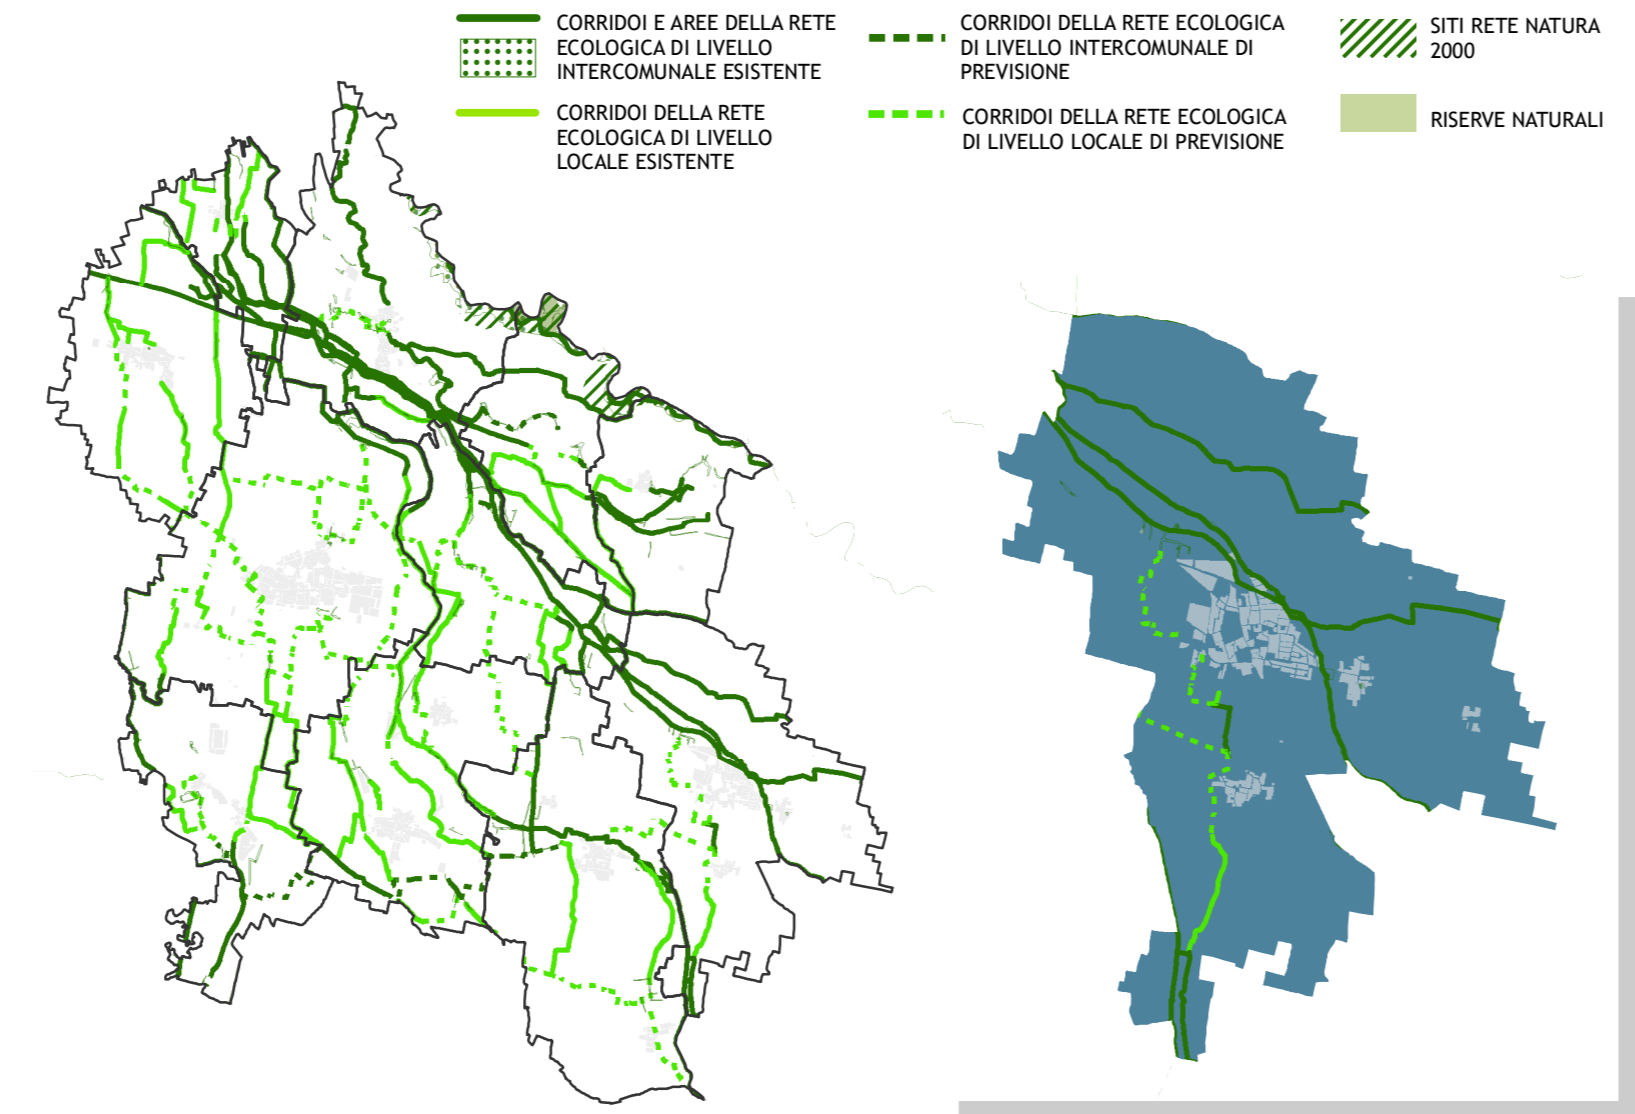 CORRIDOI E AREE DELLA RETE
ECOLOGICA DI LIVELLO
INTERCOMUNALE ESISTENTE
CORRIDOI DELLA RETE
ECOLOGICA DI LIVELLO
LOCALE ESISTENTE
CORRIDOI DELLA RETE ECOLOGICA
DI LIVELLO INTERCOMUNALE DI
PREVISIONE
CORRIDOI DELLA RETE ECOLOGICA
DI LIVELLO LOCALE DI PREVISIONE
SITI RETE NATURA
2000
RISERVE NATURALI